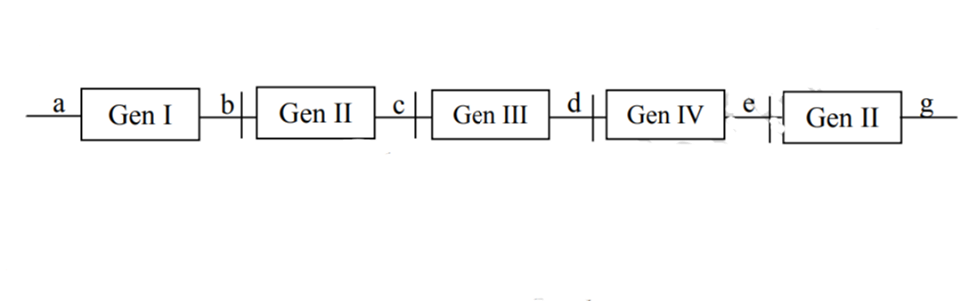 a Gen I b Gen II c Gen III d Gen IV e Gen II g